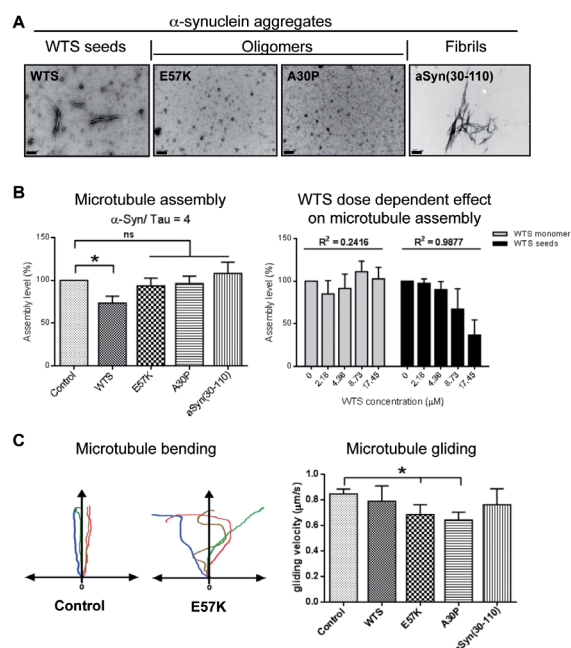 A
α-synuclein aggregates
WTS seeds Oligomers Fibrils
WTS E57K A30P aSyn(30-110)
B
Microtubule assembly
α-Syn/ Tau = 4
ns
*
Assembly level (%)
150
100
50
0
Control WTS E57K A30P aSyn(30-110)
WTS dose dependent effect
on microtubule assembly
WTS monomer
WTS seeds
R² = 0.2416 R² = 0.9877
Assembly level (%)
150
100
50
0
0 2.18 4.36 8.73 17.45 0 2.18 4.36 8.73 17.45
WTS concentration (μM)
C
Microtubule bending
0 0
Control E57K
Microtubule gliding
*
gliding velocity (μm/s)
1.0
0.8
0.6
0.4
0.2
0.0
Control WTS E57K A30P aSyn(30-110)